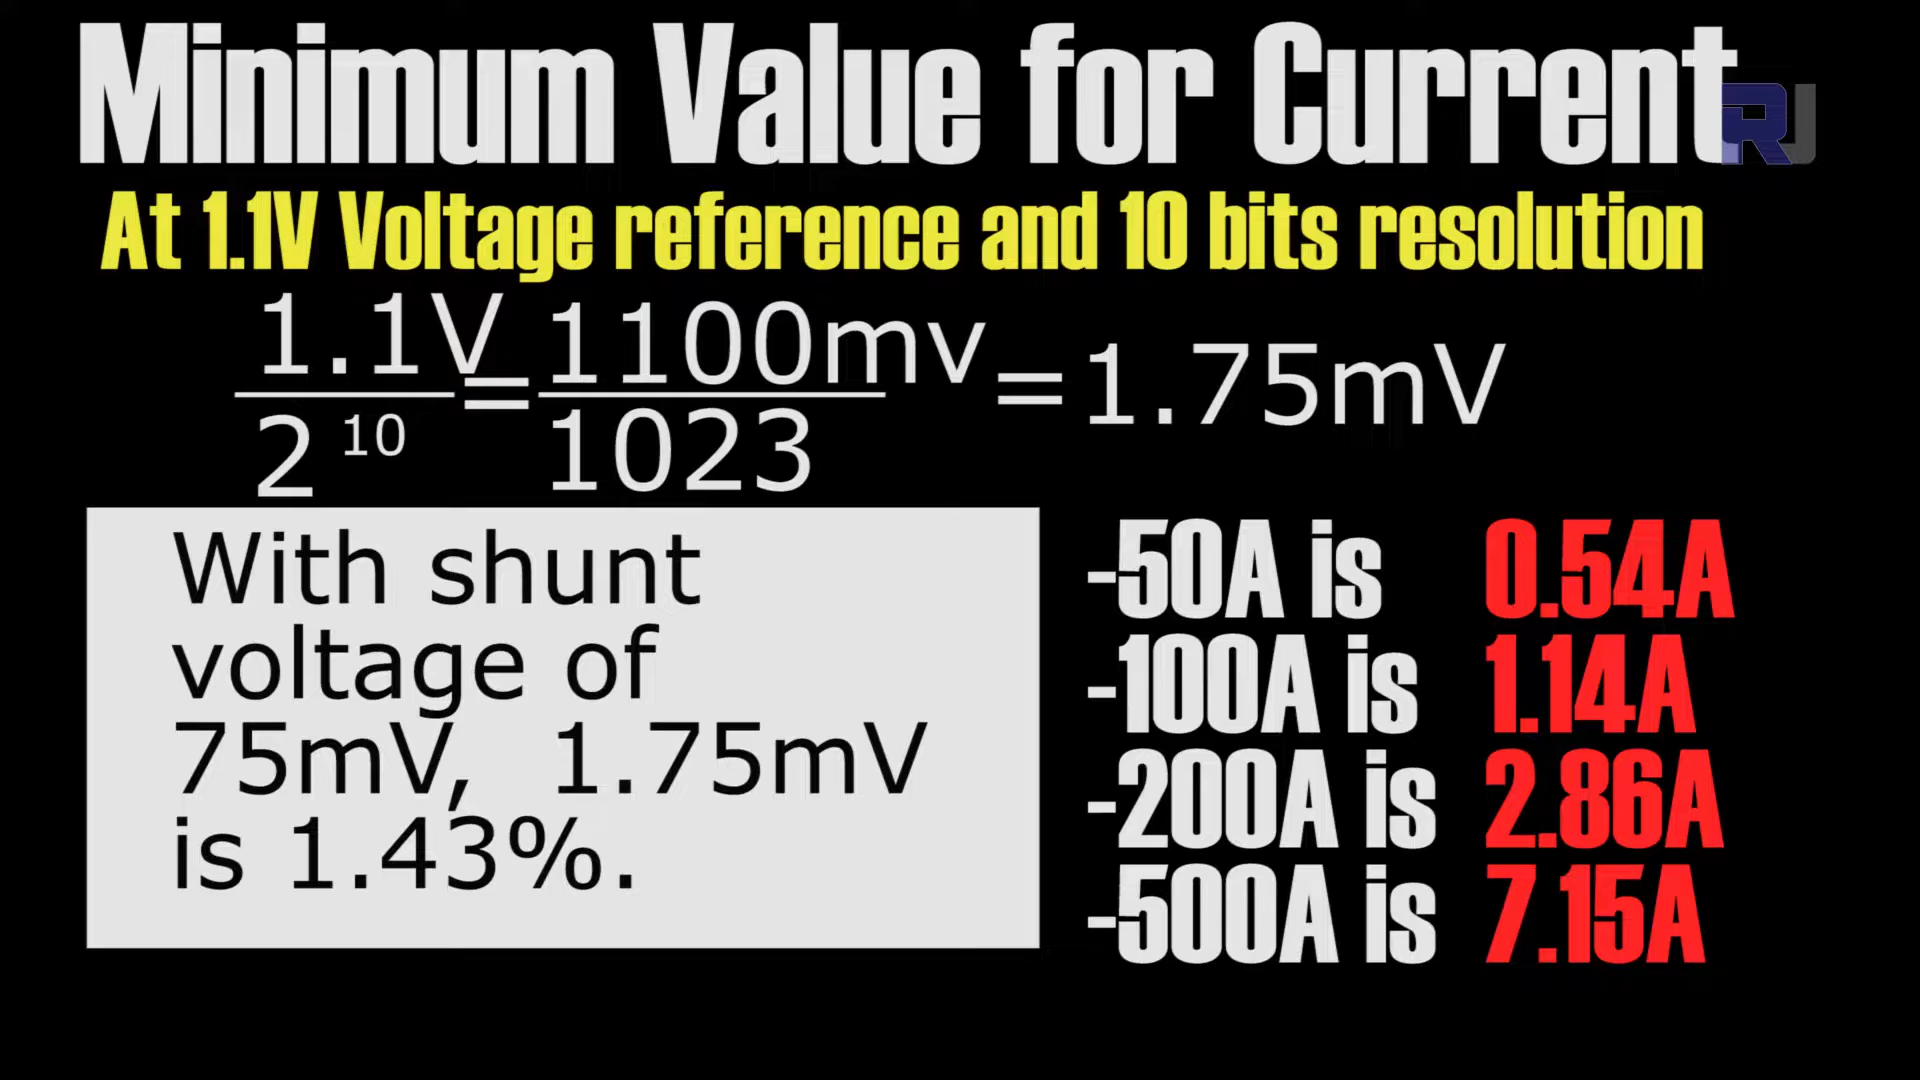 Minimum Value for Current
RJ
At 1.1V Voltage reference and 10 bits resolution
1.1V = 1100mv = 1.75mV
2 10 1023
With shunt
voltage of
75mV, 1.75mV
is 1.43%.
-50A is 0.54A
-100A is 1.14A
-200A is 2.86A
-500A is 7.15A